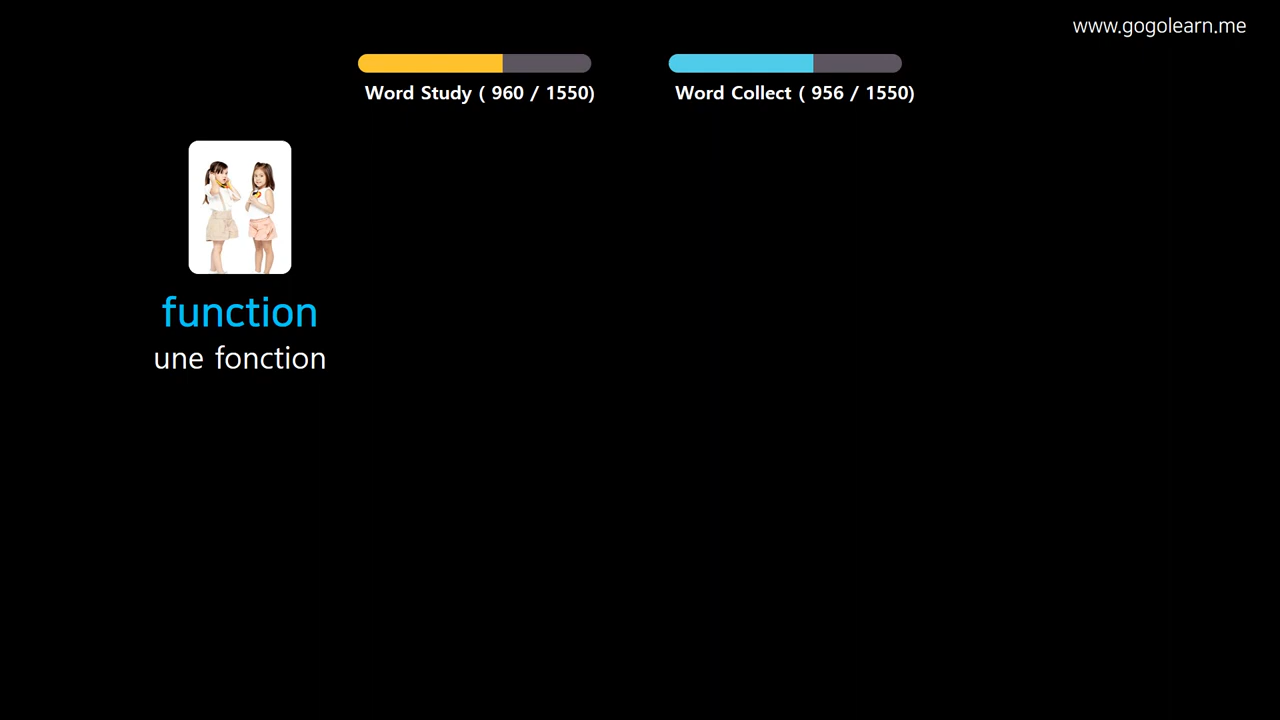 www.gogolearn.me
Word Study ( 960 / 1550)
Word Collect ( 956 / 1550)
function
une fonction